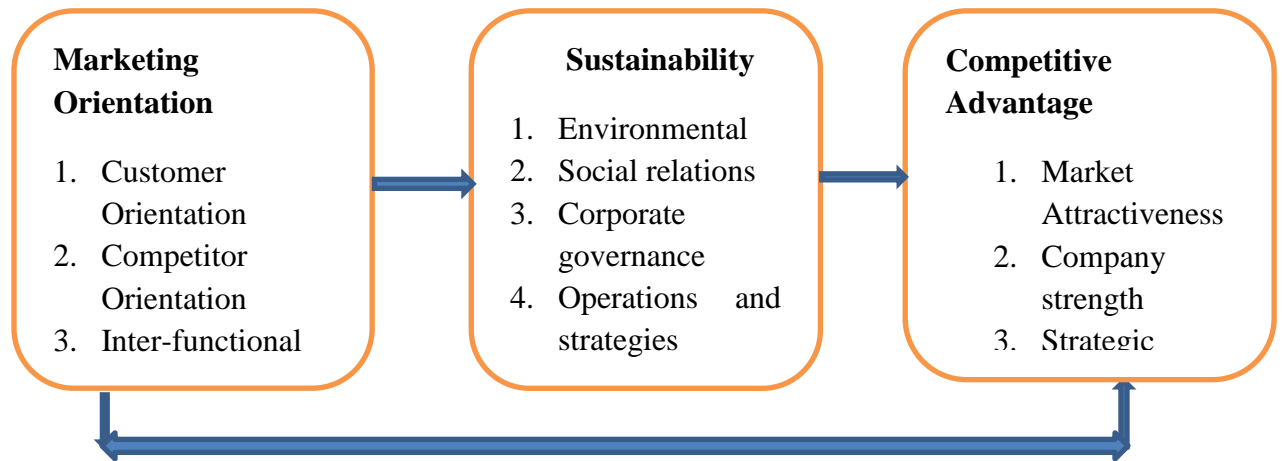 Marketing
Orientation
1. Customer
Orientation
2. Competitor
Orientation
3. Inter-functional
Sustainability
1. Environmental
2. Social relations
3. Corporate
governance
4. Operations and
strategies
Competitive
Advantage
1. Market
Attractiveness
2. Company
strength
3. Strategic